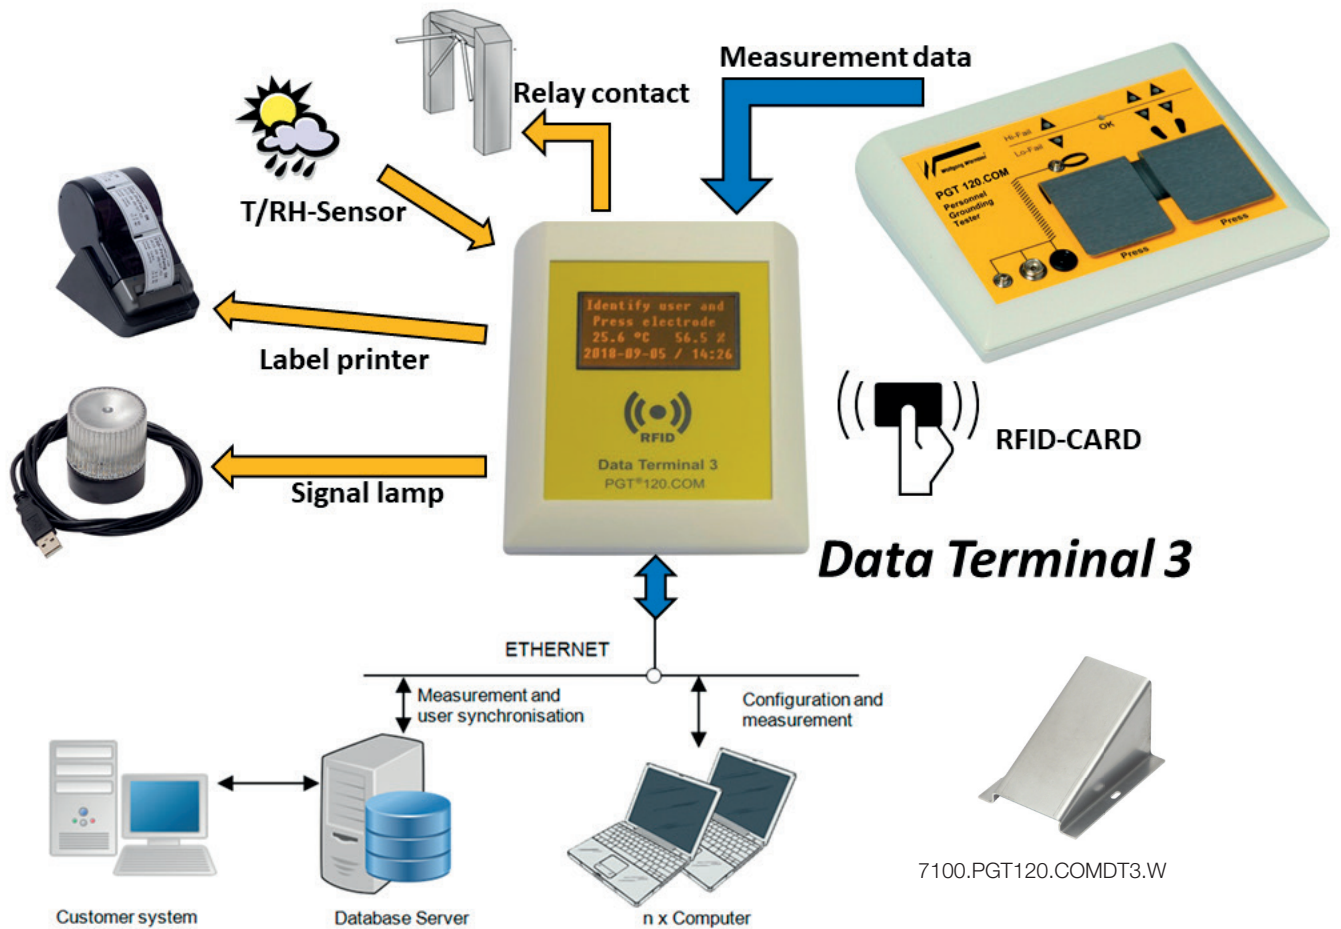 Measurement data
Relay contact
T/RH-Sensor
Label printer
Signal lamp
Hi-Fail
Lo-Fail
OK
PGT 120.COM
Personnel
Grounding
Tester
Press
Press
Identify user and
Press electrode
25.6 °C 56.5 %
2018-09-05 / 14:26
RFID
Data Terminal 3
PGT®120.COM
RFID-CARD
Data Terminal 3
ETHERNET
Measurement and
user synchronisation
Configuration and
measurement
Customer system
Database Server
n x Computer
7100.PGT120.COMDT3.W